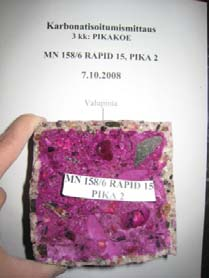 Karbonatisoitumismittaus
3 kk: PIKAKOE
MN 158/6 RAPID 15, PIKA 2
7.10.2008
Valupinta
MN 158/6 RAPID 15
PIKA 2